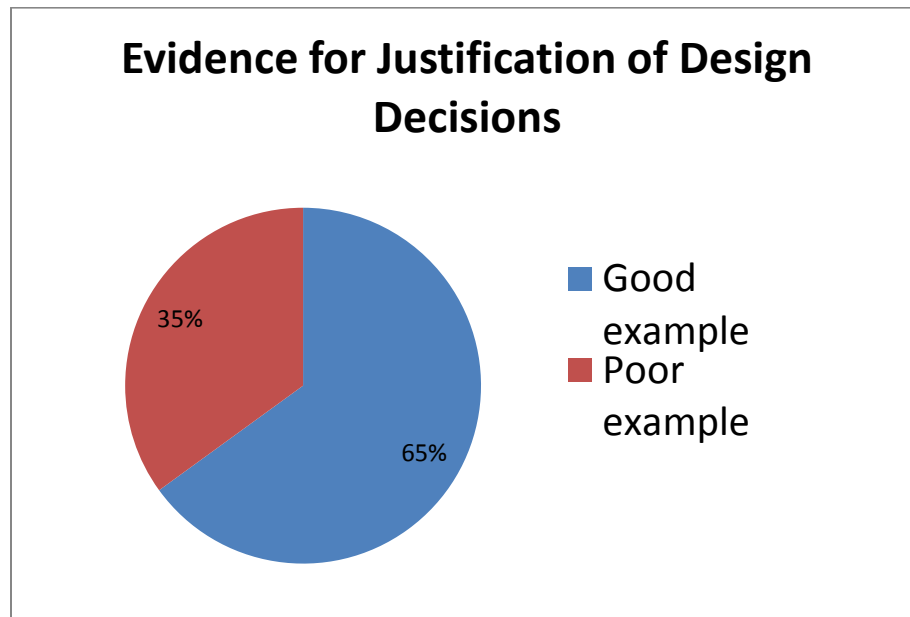 Evidence for Justification of Design
Decisions
35%
65%
Good
example
Poor
example